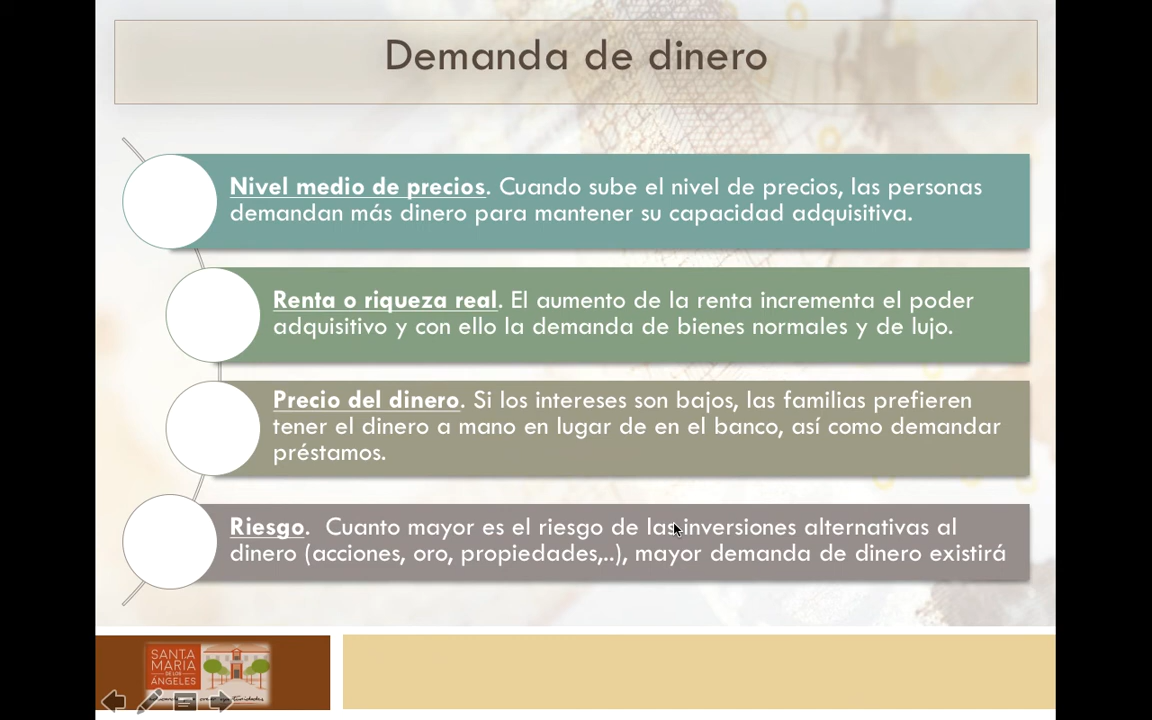 Demanda de dinero
Nivel medio de precios. Cuando sube el nivel de precios, las personas
demandan más dinero para mantener su capacidad adquisitiva.
Renta o riqueza real. El aumento de la renta incrementa el poder
adquisitivo y con ello la demanda de bienes normales y de lujo.
Precio del dinero. Si los intereses son bajos, las familias prefieren
tener el dinero a mano en lugar de en el banco, así como demandar
préstamos.
Riesgo.  Cuanto mayor es el riesgo de las inversiones alternativas al
dinero (acciones, oro, propiedades,..), mayor demanda de dinero existirá
SANTA
MARIA
DE LOS
ÁNGELES